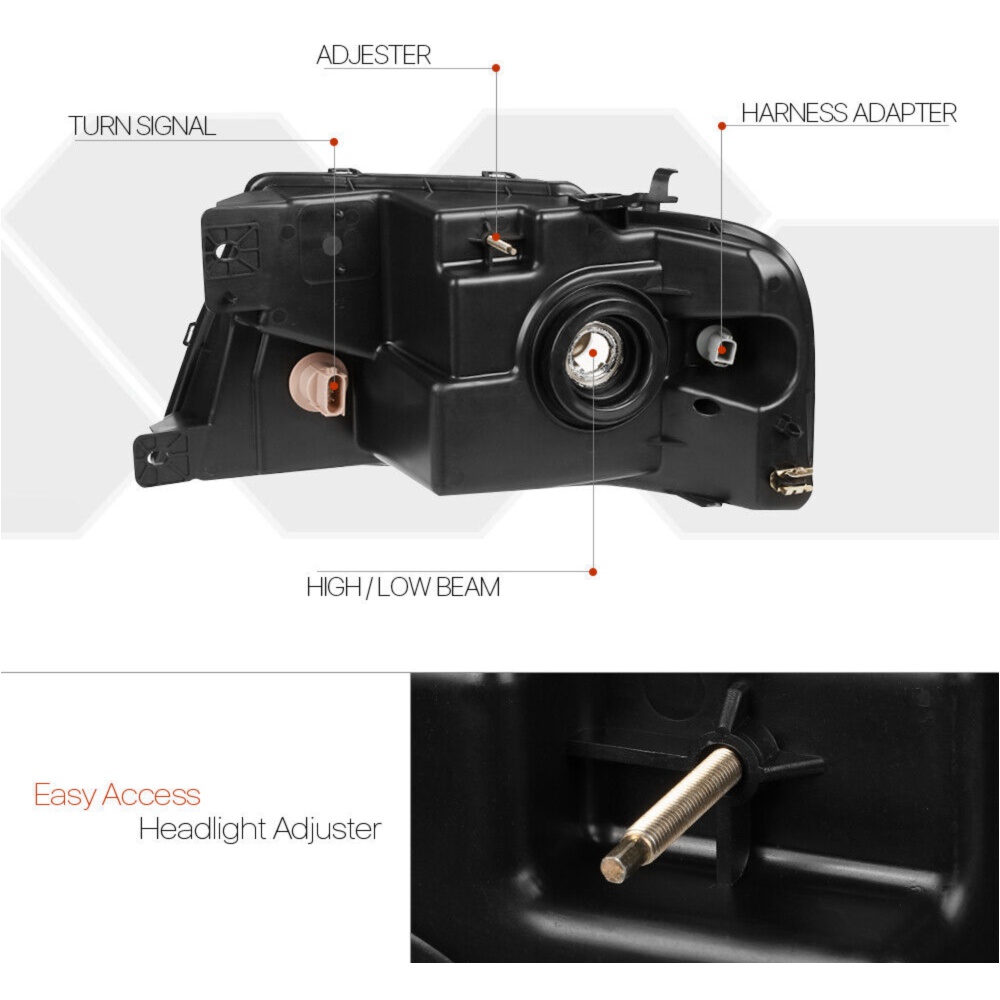 ADJESTER
TURN SIGNAL
HARNESS ADAPTER
HIGH / LOW BEAM
Easy Access
Headlight Adjuster